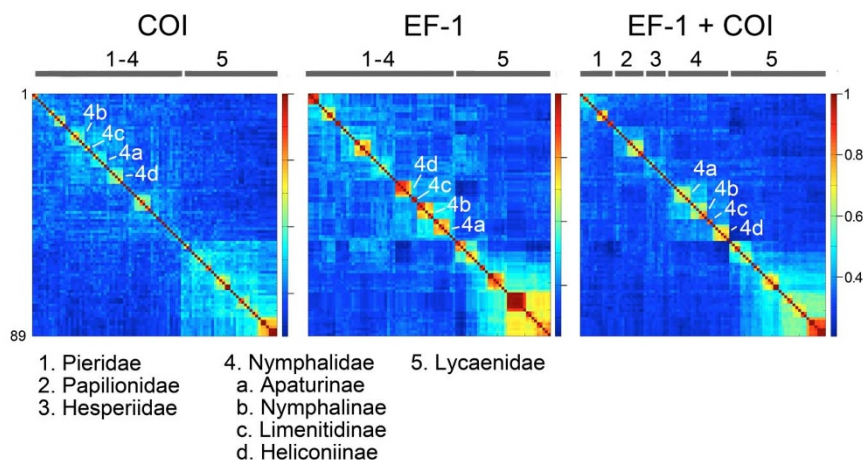 COI EF-1 EF-1 + COI
1-4 5 1-4 5 1 2 3 4 5
1 1
4b
4c
4a
4d
4d
4c
4b
4a
4a
4b
4c
4d
0.8
0.6
0.4
89
1. Pieridae 4. Nymphalidae 5. Lycaenidae
2. Papilionidae a. Apaturinae
3. Hesperiidae b. Nymphalinae
c. Limenitidinae
d. Heliconiinae